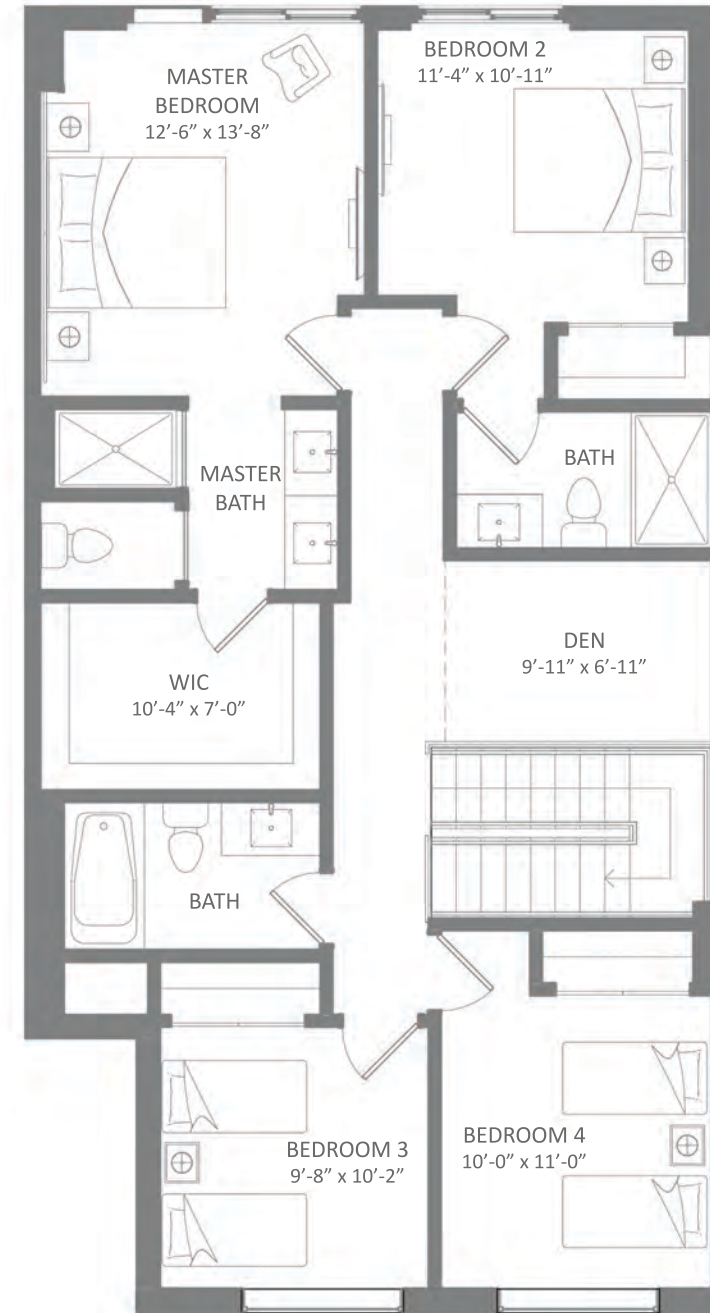 MASTER
BEDROOM
12’-6” x 13’-8”
BEDROOM 2
11’-4” x 10’-11”
MASTER
BATH
BATH
DEN
9’-11” x 6’-11”
WIC
10’-4” x 7’-0”
BATH
BEDROOM 3
9’-8” x 10’-2”
BEDROOM 4
10’-0” x 11’-0”